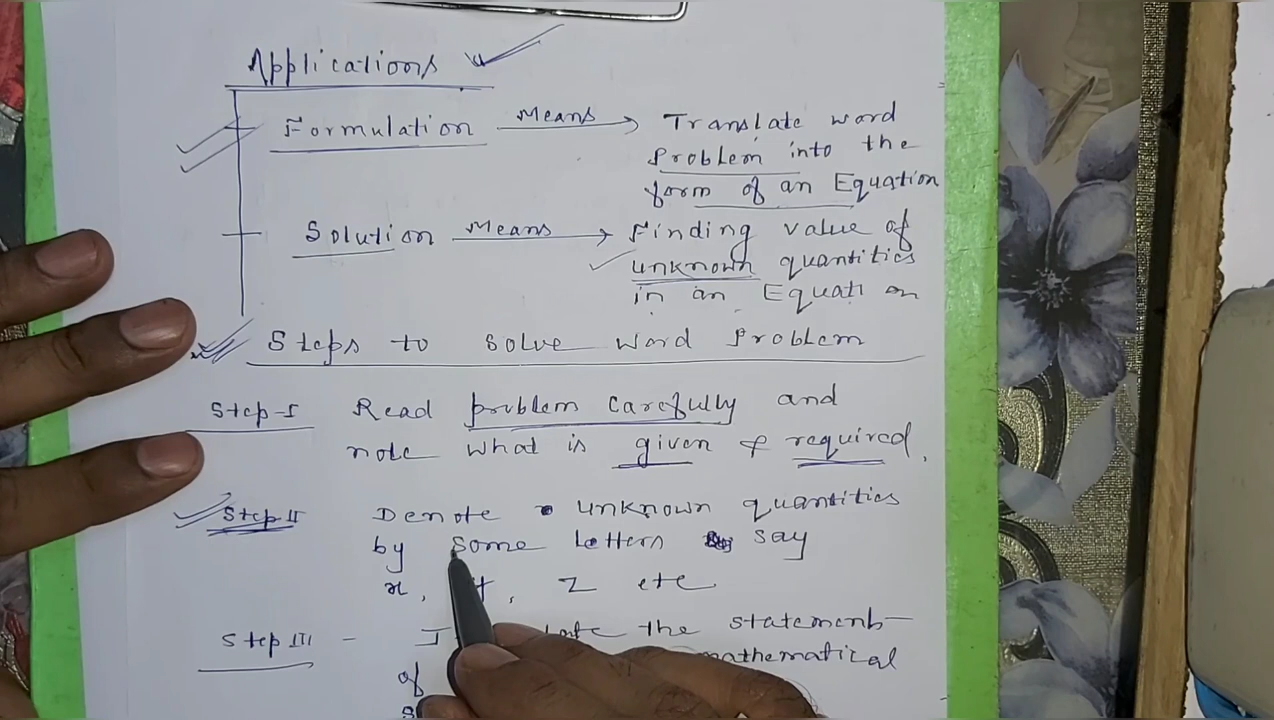 Applications
Formulation Means Translate word
Problem into the
form of an Equation
Solution Means Finding value of
unknown quantities
in an Equation
Steps to solve word Problem
Step-I Read problem carefully and
note what is given & required.
Step II Denote unknown quantities
by some letters say
x, , z etc
Step III - the statement
mathematical
of